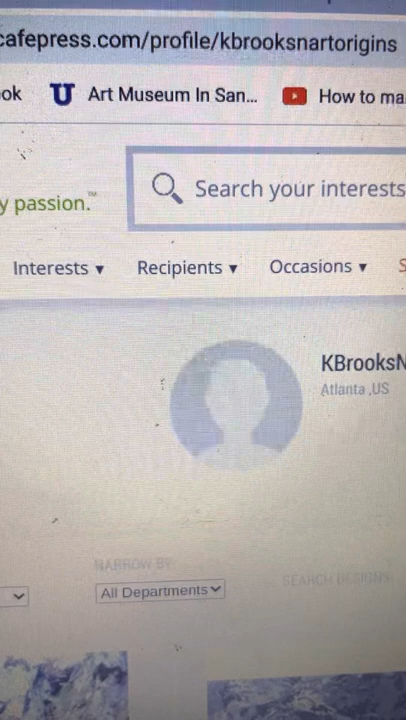 cafepress.com/profile/kbrooksnartorigins
ok Art Museum In San... How to ma
y passion.™
Search your interests
Interests ▾ Recipients ▾ Occasions ▾ S
KBrooksN
Atlanta ,US
NARROW BY
All Departments
SEARCH DESIGNS